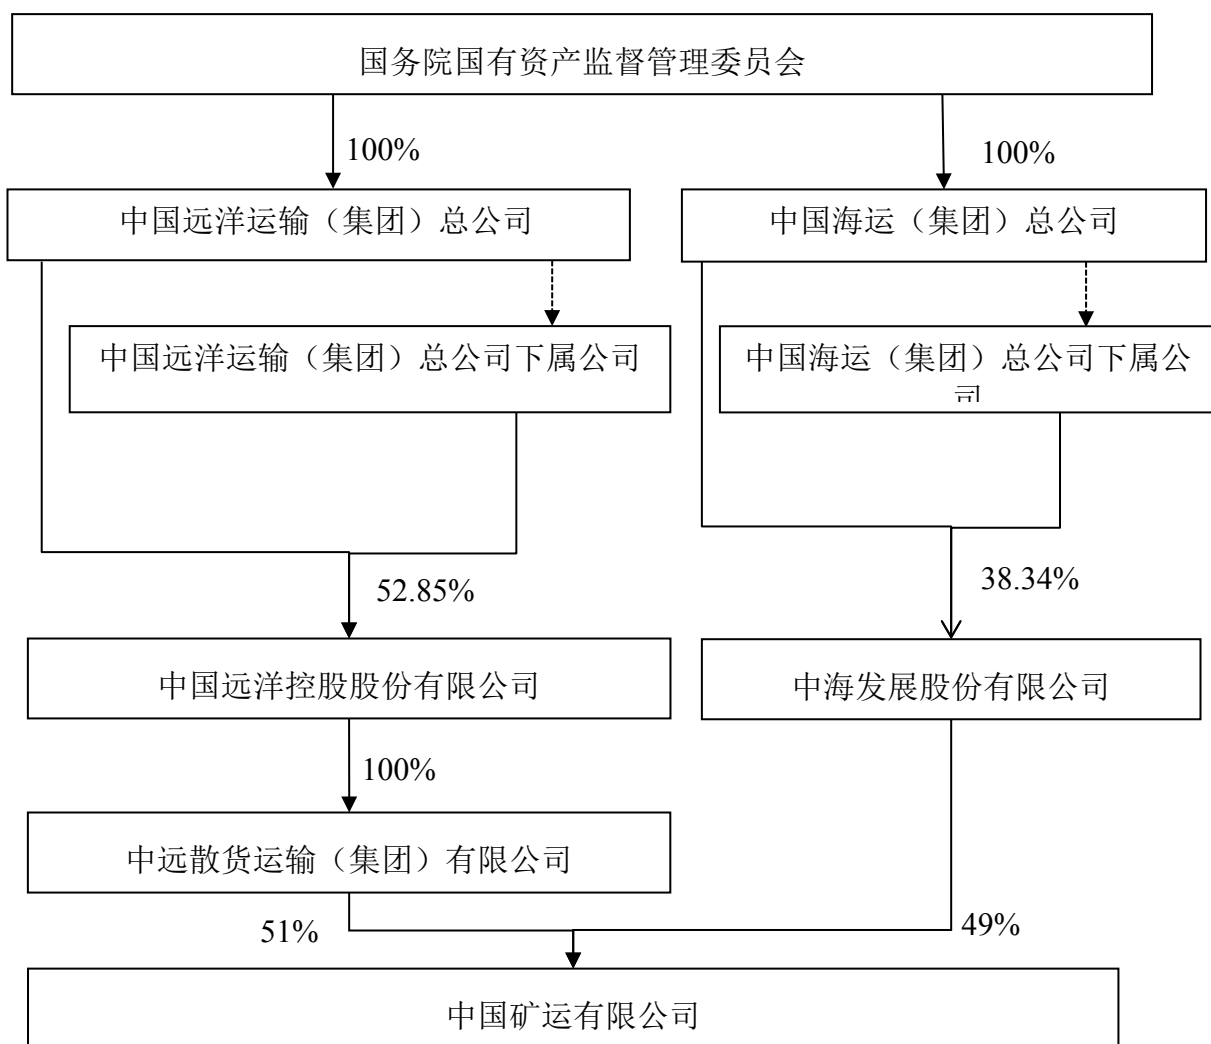 国务院国有资产监督管理委员会
100%
100%
中国远洋运输（集团）总公司
中国海运（集团）总公司
中国远洋运输（集团）总公司下属公司
中国海运（集团）总公司下属公
司
52.85%
38.34%
中国远洋控股股份有限公司
中海发展股份有限公司
100%
中远散货运输（集团）有限公司
51%
49%
中国矿运有限公司